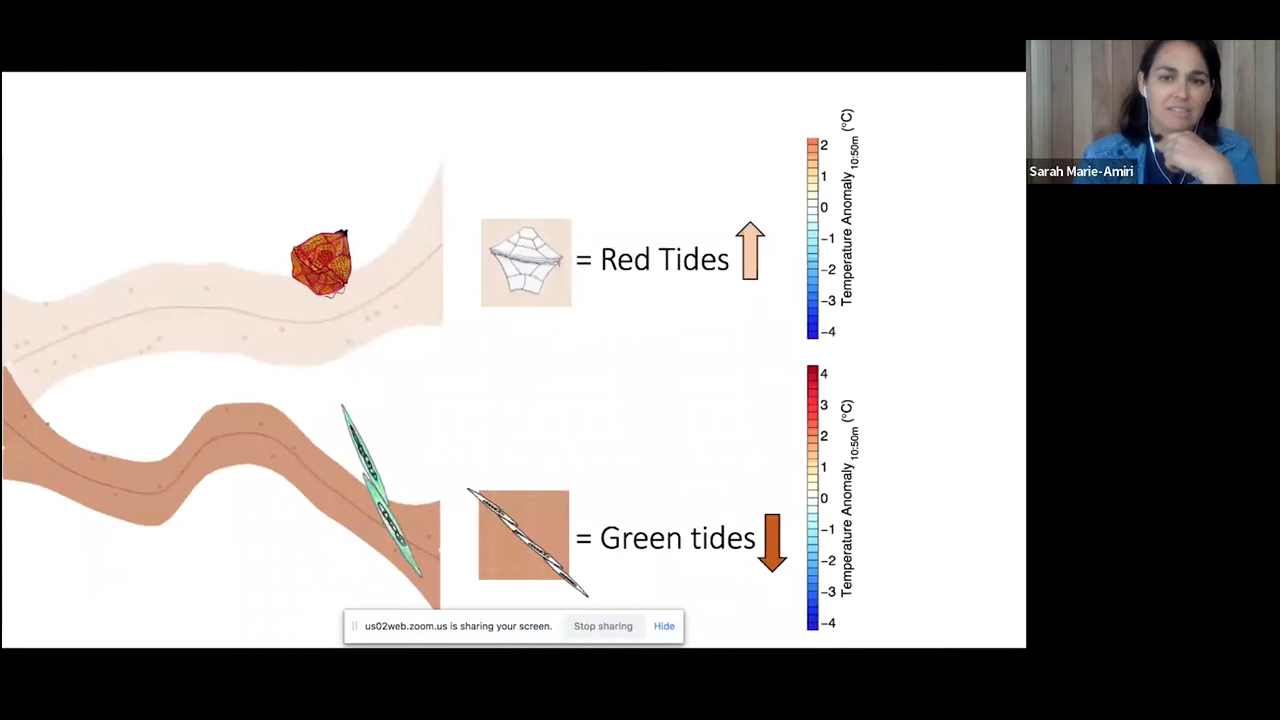 Sarah Marie-Amiri
= Red Tides
2
1
0
−1
−2
−3
−4
Temperature Anomaly 10:50m (°C)
= Green tides
4
3
2
1
0
−1
−2
−3
−4
Temperature Anomaly 10:50m (°C)
us02web.zoom.us is sharing your screen.
Stop sharing
Hide